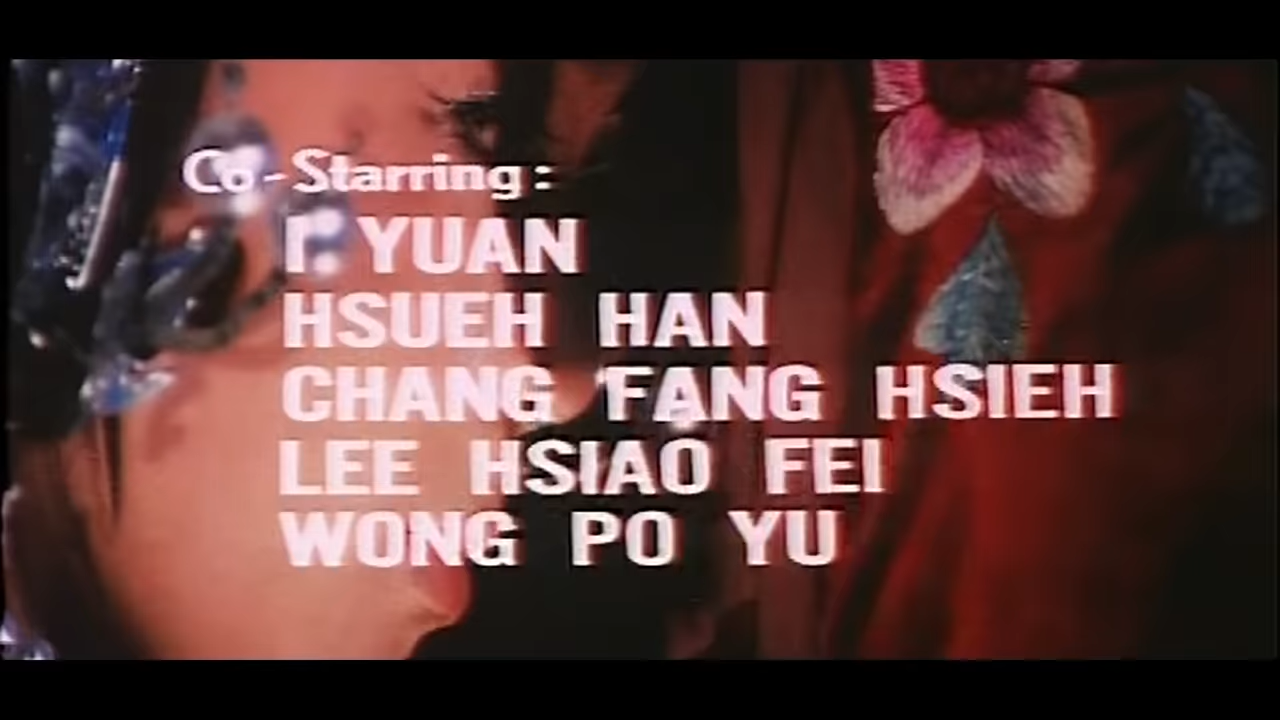 Co-Starring:
I YUAN
HSUEH HAN
CHANG FANG HSIEH
LEE HSIAO FEI
WONG PO YU